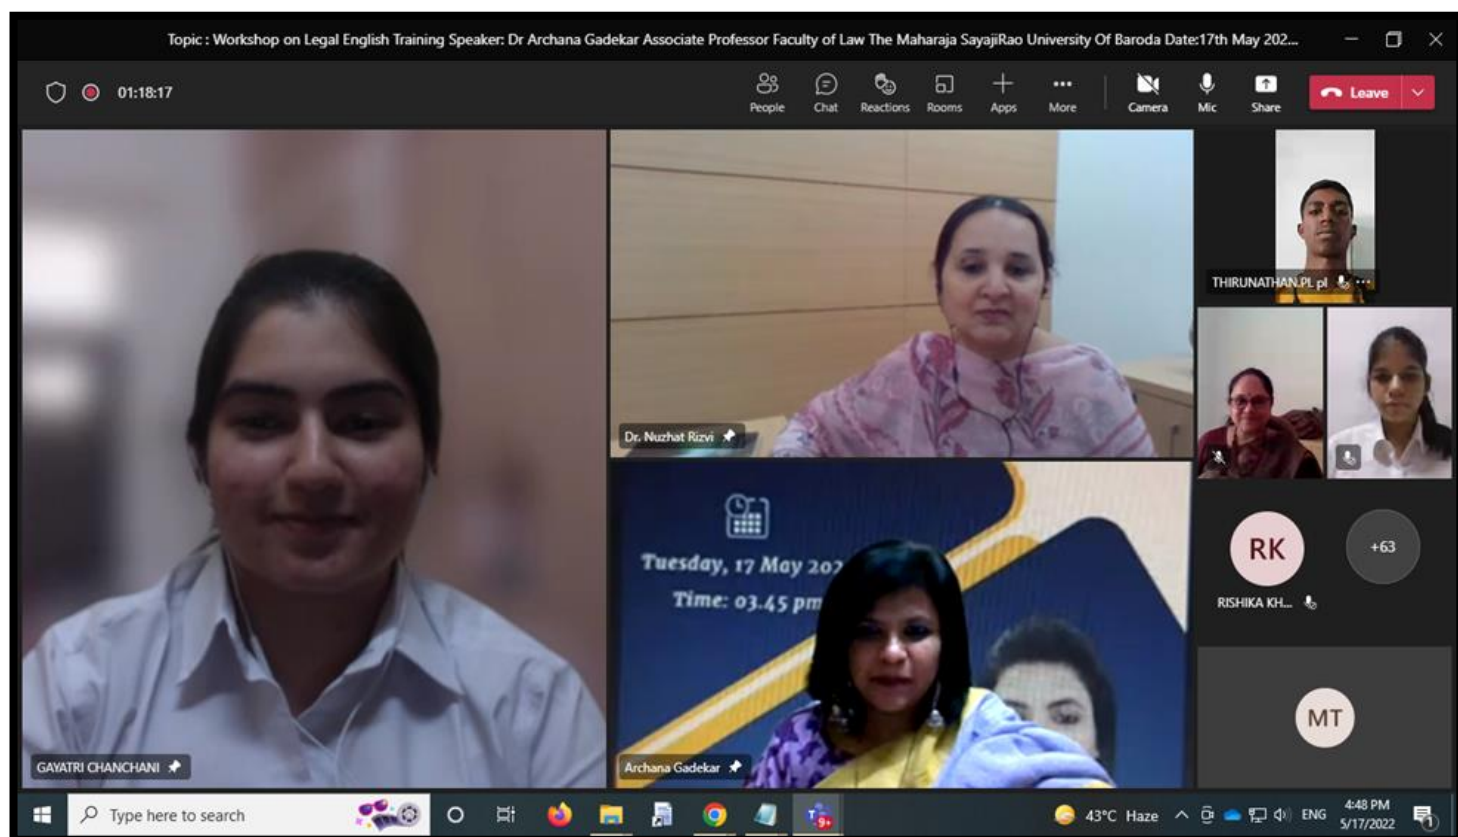 Topic : Workshop on Legal English Training Speaker: Dr Archana Gadekar Associate Professor Faculty of Law The Maharaja SayajiRao University Of Baroda Date:17th May 202...
01:18:17
People
Chat
Reactions
Rooms
Apps
More
Camera
Mic
Share
Leave
THIRUNATHAN.PL pl
Dr. Nuzhat Rizvi
Tuesday, 17 May 202
Time: 03.45 pm
RK
+63
RISHIKA KH...
MT
GAYATRI CHANCHANI
Archana Gadekar
Type here to search
9+
43°C Haze
ENG
4:48 PM
5/17/2022
1